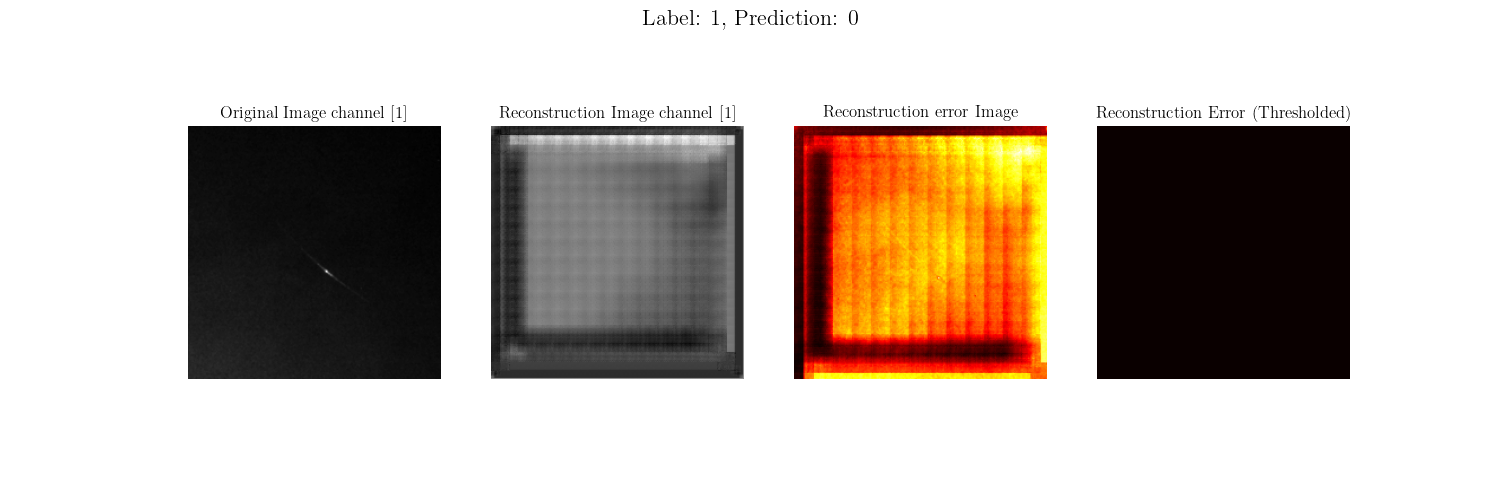 Label: 1, Prediction: 0
Original Image channel [1]
Reconstruction Image channel [1]
Reconstruction error Image
Reconstruction Error (Thresholded)